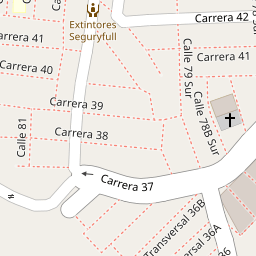 Extintores
Seguryfull
Carrera 42
Carrera 41
Carrera 41
Carrera 40
Calle 79 Sur
Carrera 39
Calle 78B Sur
Calle 81
Carrera 38
Carrera 37
Transversal 36B
36A
36